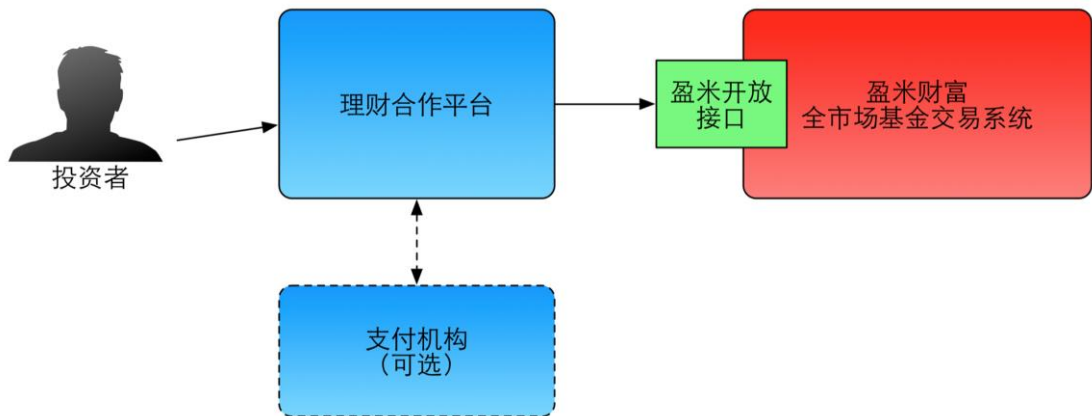 投资者
理财合作平台
盈米开放
接口
盈米财富
全市场基金交易系统
支付机构
（可选）